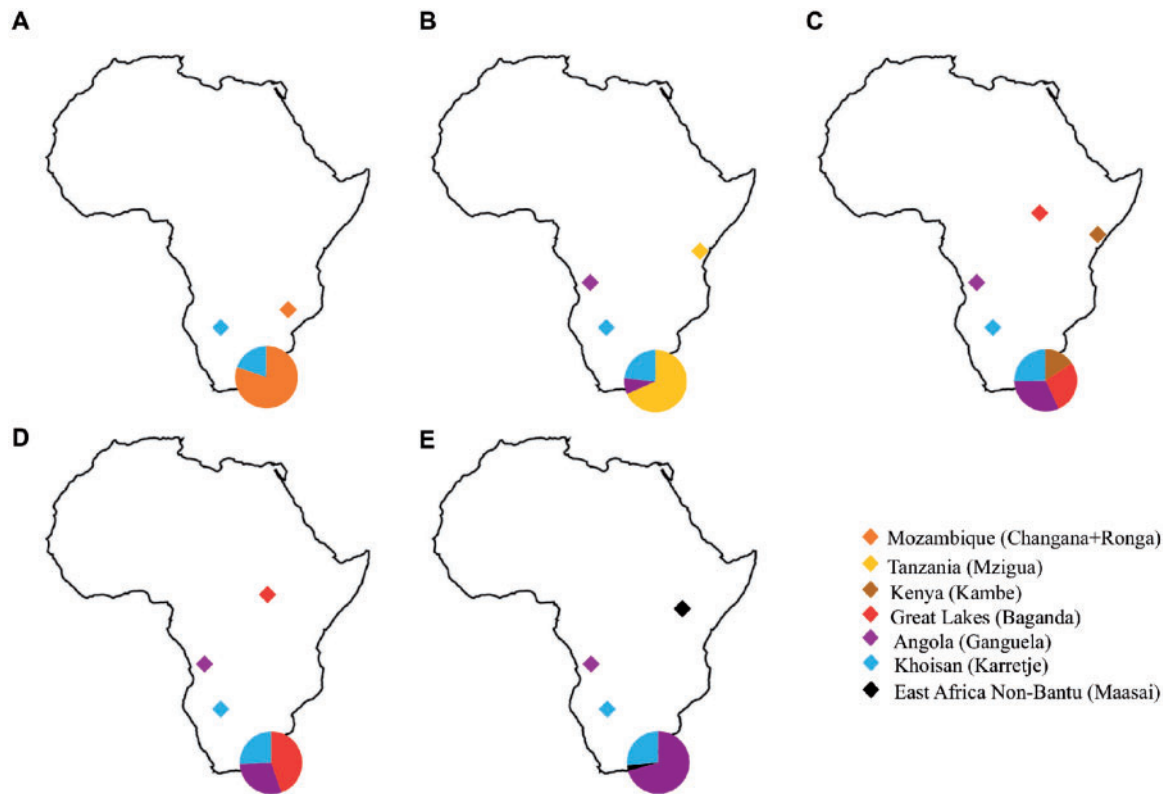 A
B
C
D
E
Mozambique (Changana+Ronga)
Tanzania (Mzigua)
Kenya (Kambe)
Great Lakes (Baganda)
Angola (Ganguela)
Khoisan (Karretje)
East Africa Non-Bantu (Maasai)